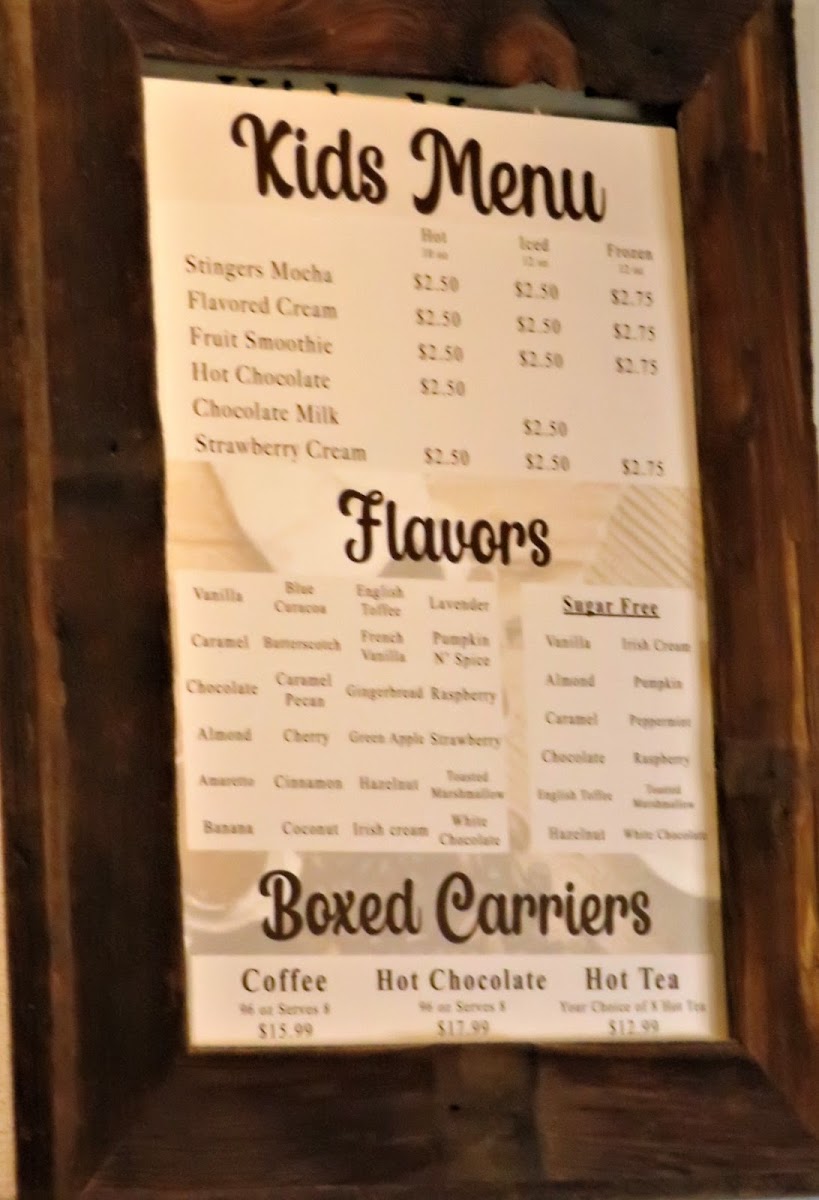 Kids Menu
Hot Iced Frozen
12 oz 12 oz
Stingers Mocha $2.50 $2.50 $2.75
Flavored Cream $2.50 $2.50 $2.75
Fruit Smoothie $2.50 $2.50 $2.75
Hot Chocolate $2.50
Chocolate Milk $2.50
Strawberry Cream $2.50 $2.50 $2.75
Flavors
Vanilla Blue Curacoa English Toffee Lavender
Caramel Butterscotch French Vanilla Pumpkin N' Spice
Chocolate Caramel Pecan Gingerbread Raspberry
Almond Cherry Green Apple Strawberry
Amaretto Cinnamon Hazelnut Toasted Marshmallow
Banana Coconut Irish cream White Chocolate
Sugar Free
Vanilla Irish Cream
Almond Pumpkin
Caramel Peppermint
Chocolate Raspberry
English Toffee Toasted Marshmallow
Hazelnut White Chocolate
Boxed Carriers
Coffee Hot Chocolate Hot Tea
96 oz Serves 8 96 oz Serves 8 Your Choice of 8 Hot Tea
$15.99 $17.99 $12.99